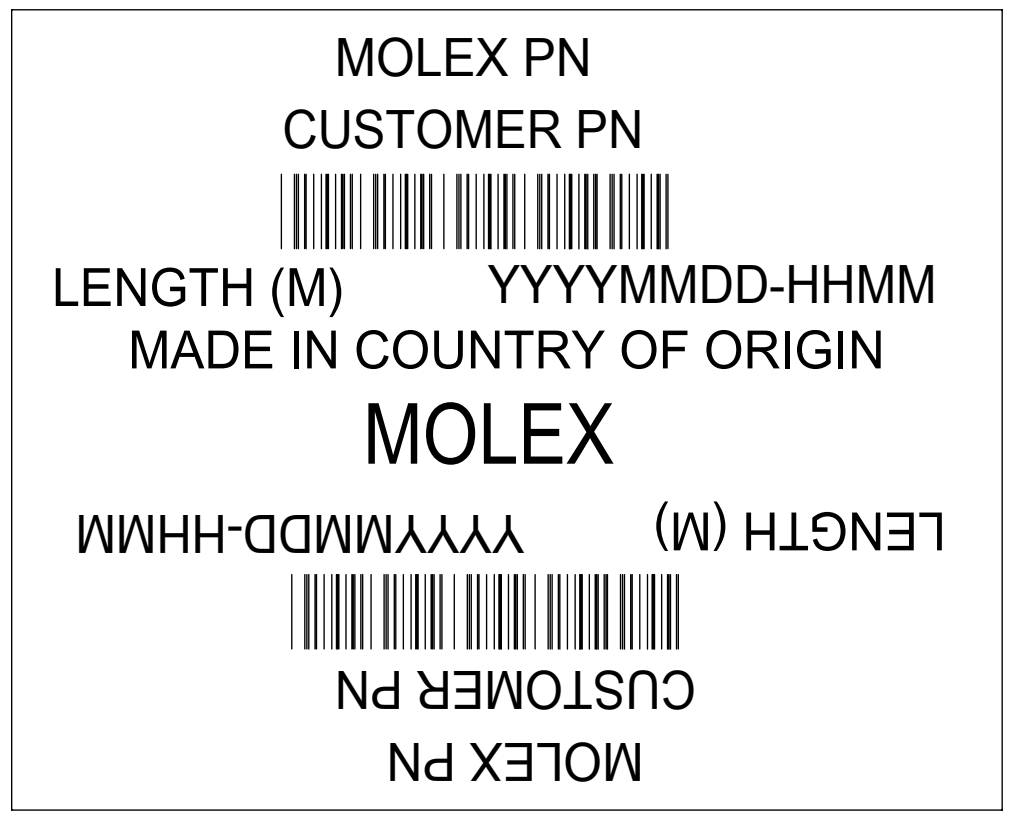 MOLEX PN
CUSTOMER PN
LENGTH (M) YYYYMMDD-HHMM
MADE IN COUNTRY OF ORIGIN
MOLEX
LENGTH (M) YYYYMMDD-HHMM
CUSTOMER PN
MOLEX PN